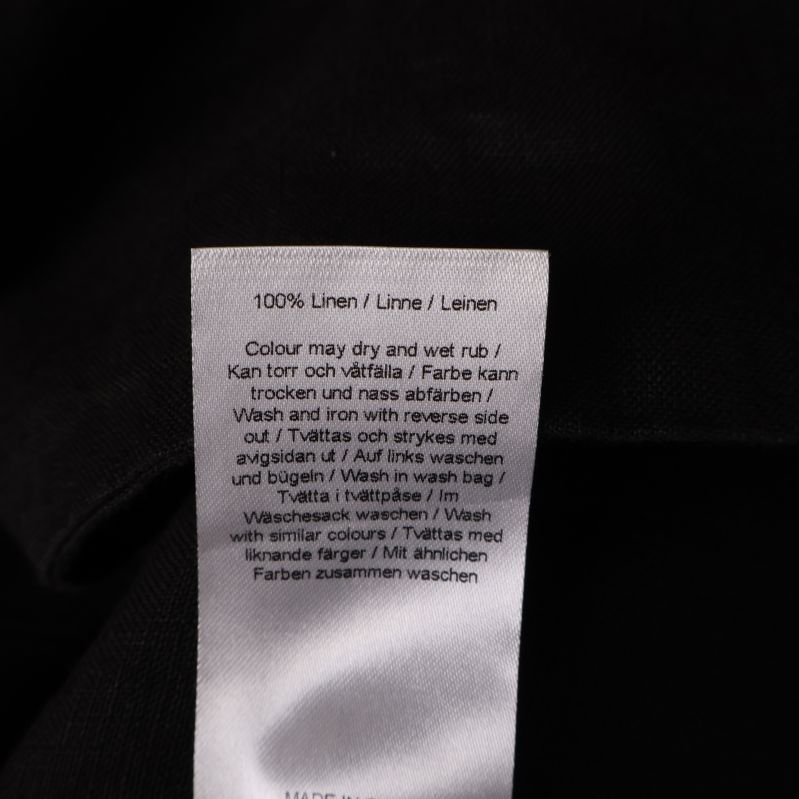 100% Linen / Linne / Leinen
Colour may dry and wet rub /
Kan torr och våtfälla / Farbe kann
trocken und nass abfärben /
Wash and iron with reverse side
out / Tvättas och strykes med
avigsidan ut / Auf links waschen
und bügeln / Wash in wash bag /
Tvätta i tvättpåse / Im
Wäschesack waschen / Wash
with similar colours / Tvättas med
liknande färger / Mit ähnlichen
Farben zusammen waschen
MADE IN